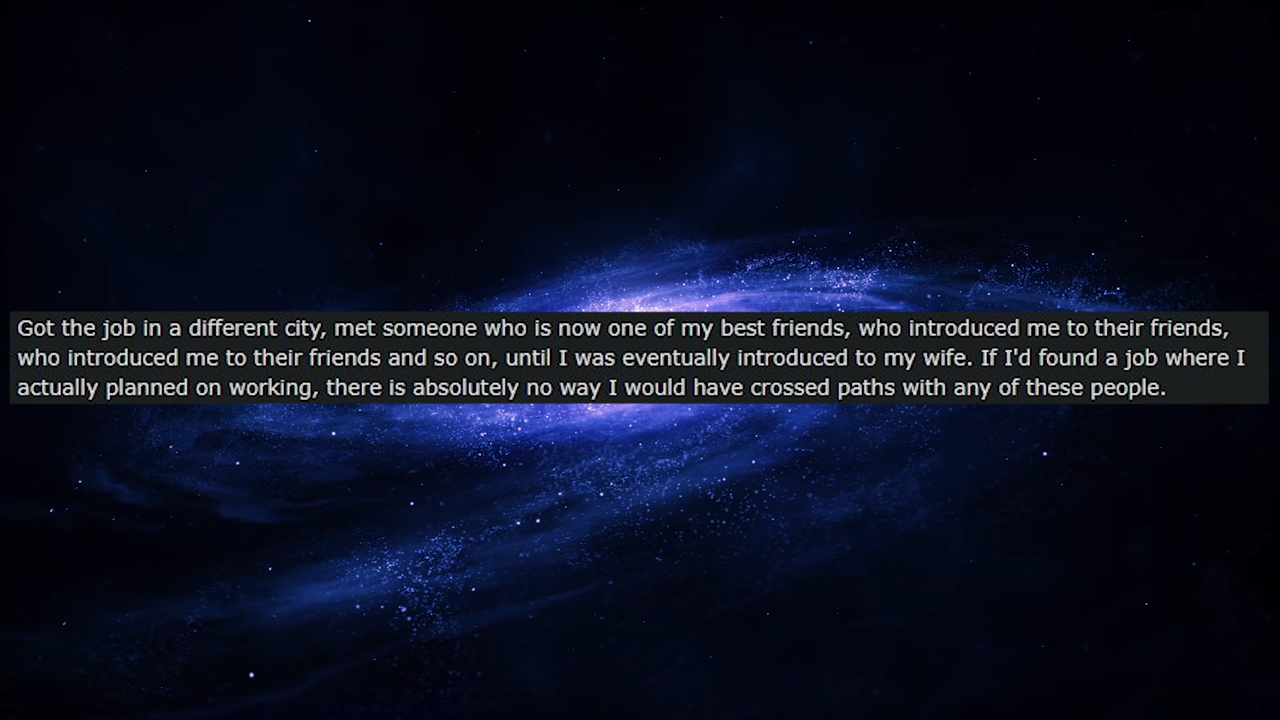 Got the job in a different city, met someone who is now one of my best friends, who introduced me to their friends,
who introduced me to their friends and so on, until I was eventually introduced to my wife. If I'd found a job where I
actually planned on working, there is absolutely no way I would have crossed paths with any of these people.